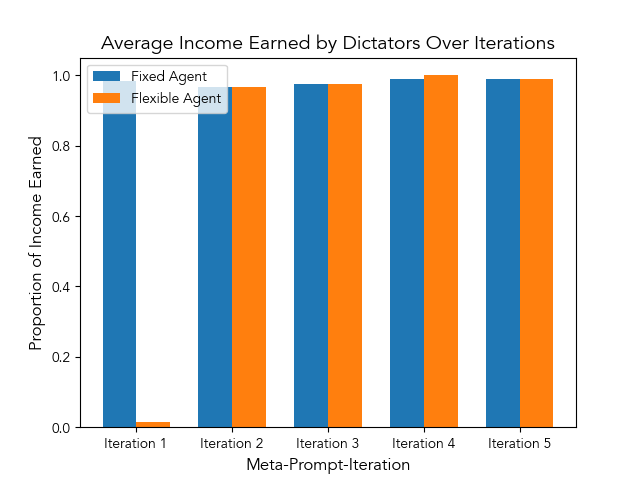 Average Income Earned by Dictators Over Iterations
Fixed Agent
Flexible Agent
1.0
0.8
0.6
0.4
0.2
0.0
Proportion of Income Earned
Iteration 1 Iteration 2 Iteration 3 Iteration 4 Iteration 5
Meta-Prompt-Iteration